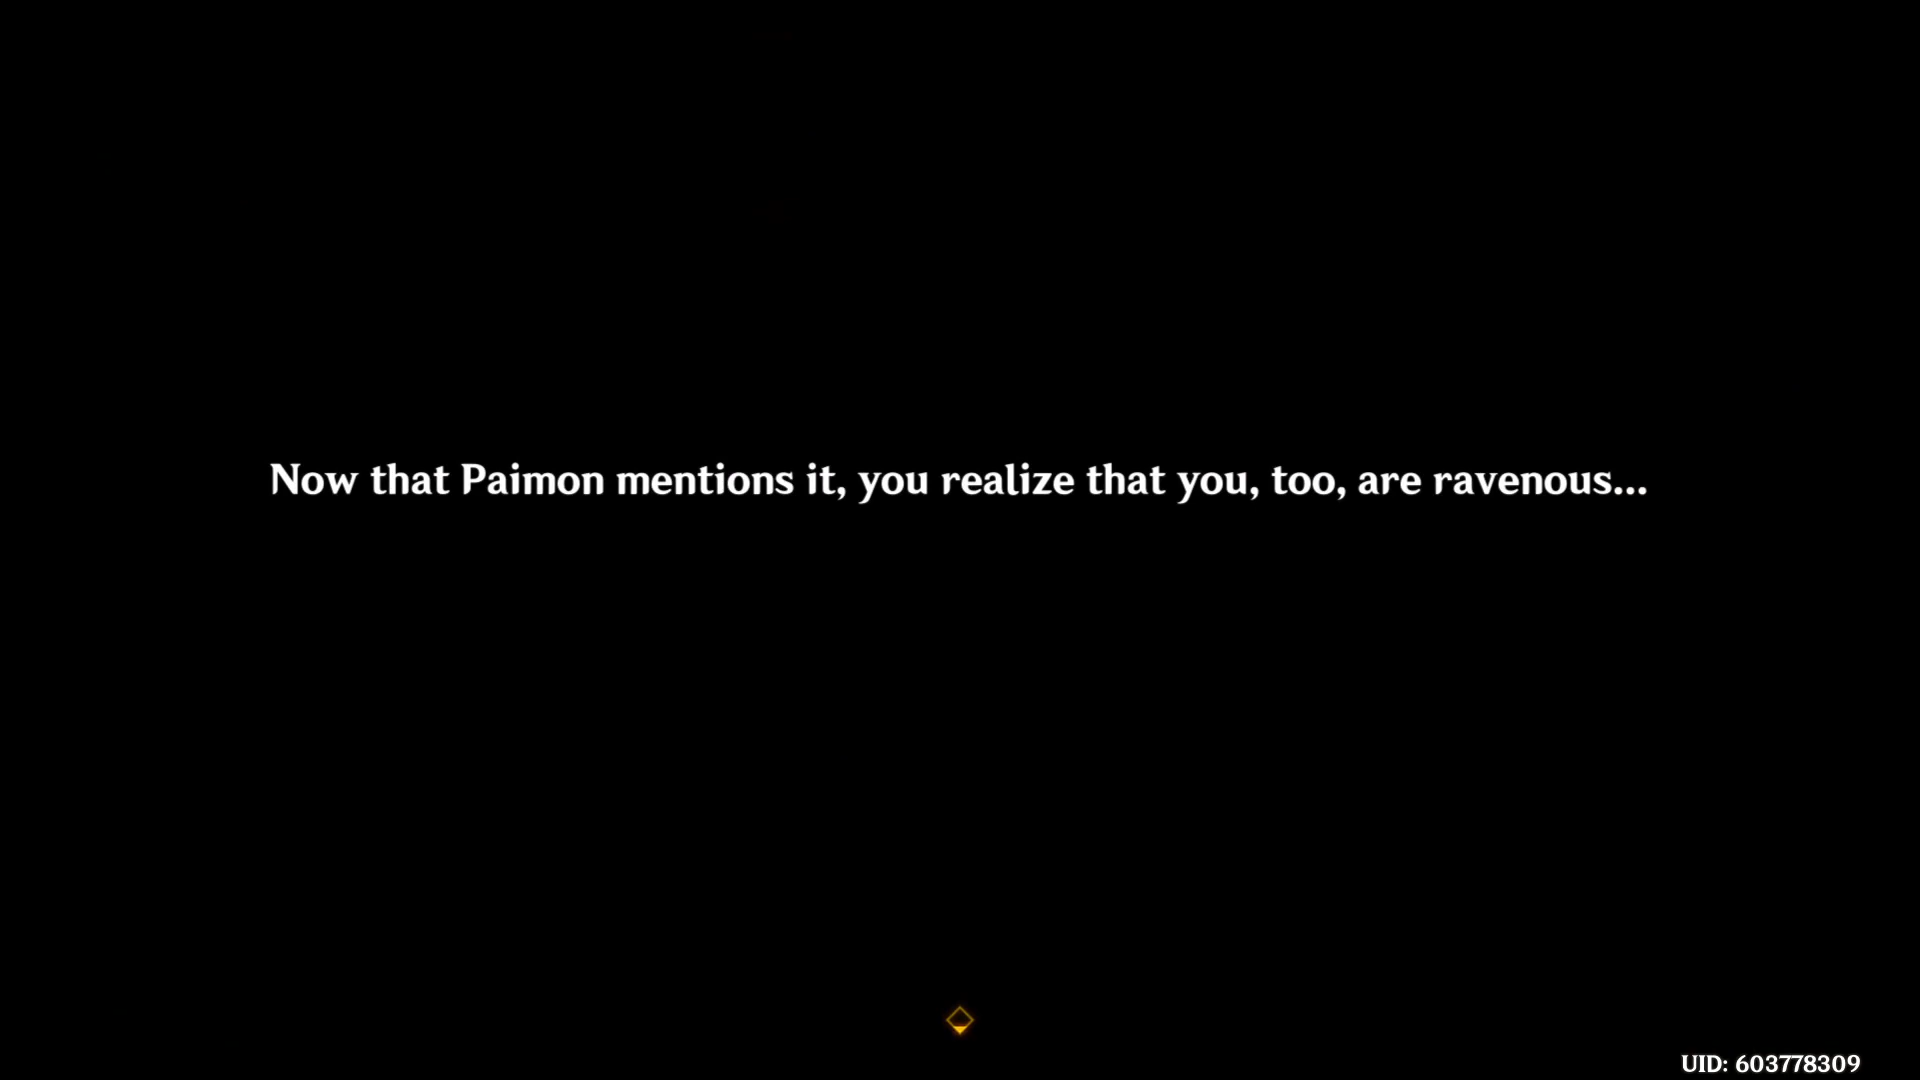 Now that Paimon mentions it, you realize that you, too, are ravenous...
UID: 603778309